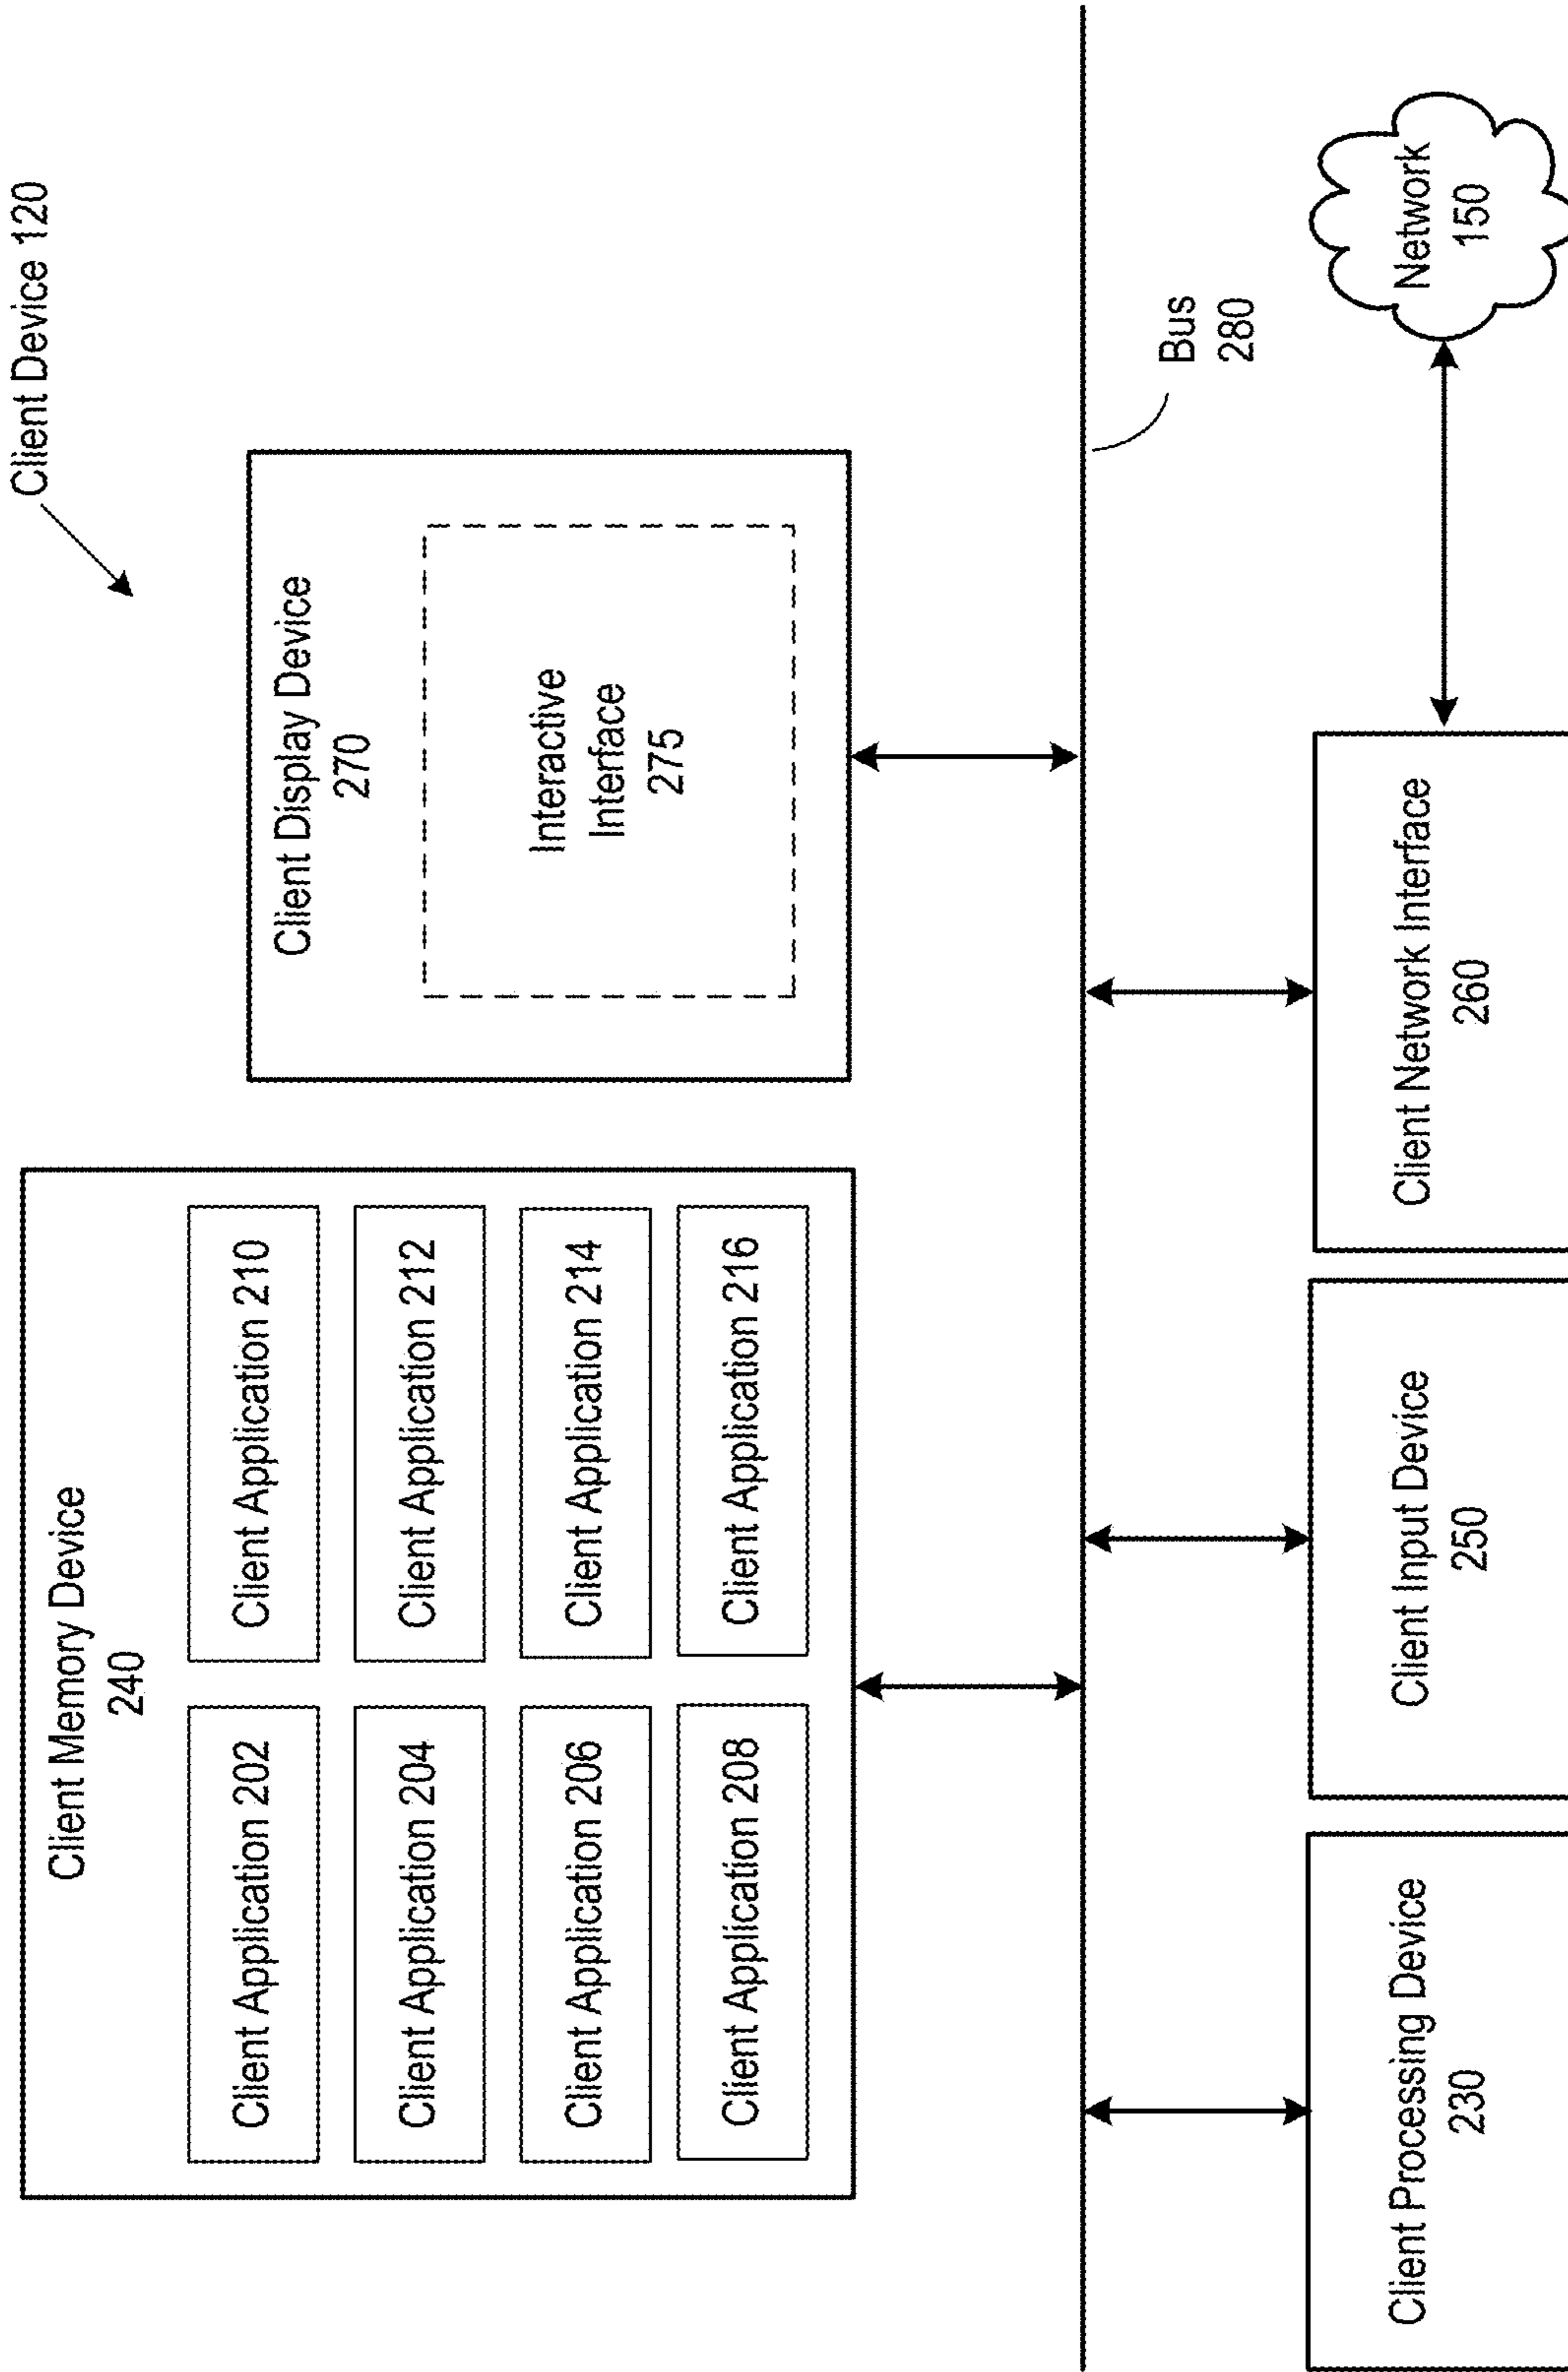 Client Device 120
Client Memory Device
240
Client Application 202
Client Application 210
Client Application 204
Client Application 212
Client Application 206
Client Application 214
Client Application 208
Client Application 216
Client Display Device
270
Interactive
Interface
275
Bus
280
Client Processing Device
230
Client Input Device
250
Client Network Interface
260
Network
150